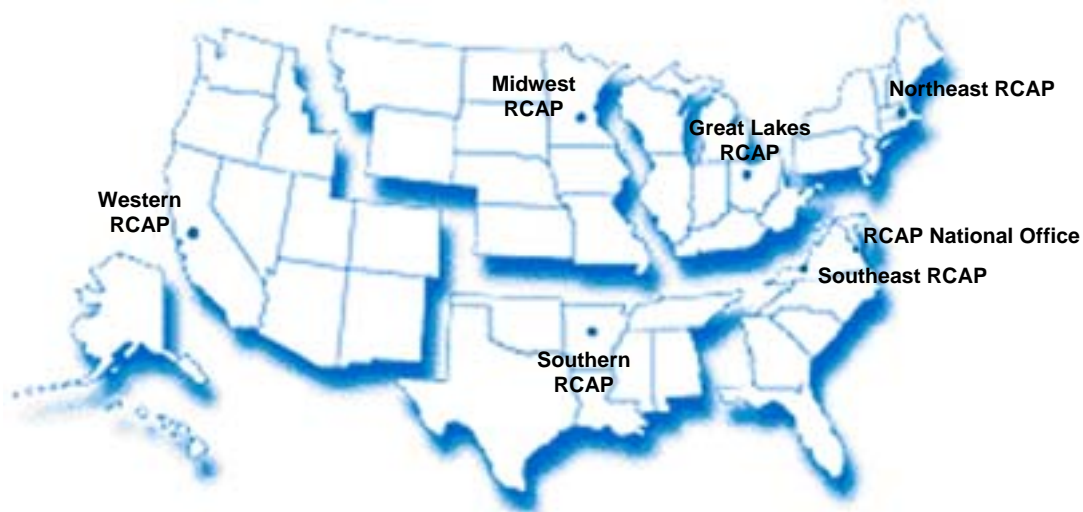 Midwest
RCAP
Northeast RCAP
Great Lakes
RCAP
Western
RCAP
RCAP National Office
Southeast RCAP
Southern
RCAP